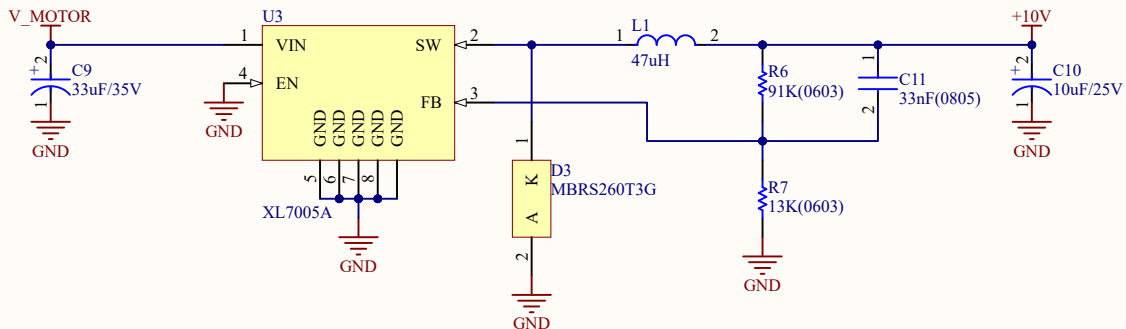 V_MOTOR
+ 2
C9
33uF/35V
1
GND
U3
1 VIN
4 EN
GND
SW 2
FB 3
GND GND GND GND GND
5 6 7 8
XL7005A
GND
1
K
D3
MBRS260T3G
A
2
GND
L1
1 2
47uH
R6
91K(0603)
1
C11
33nF(0805)
2
R7
13K(0603)
GND
+10V
+ 2
C10
10uF/25V
1
GND